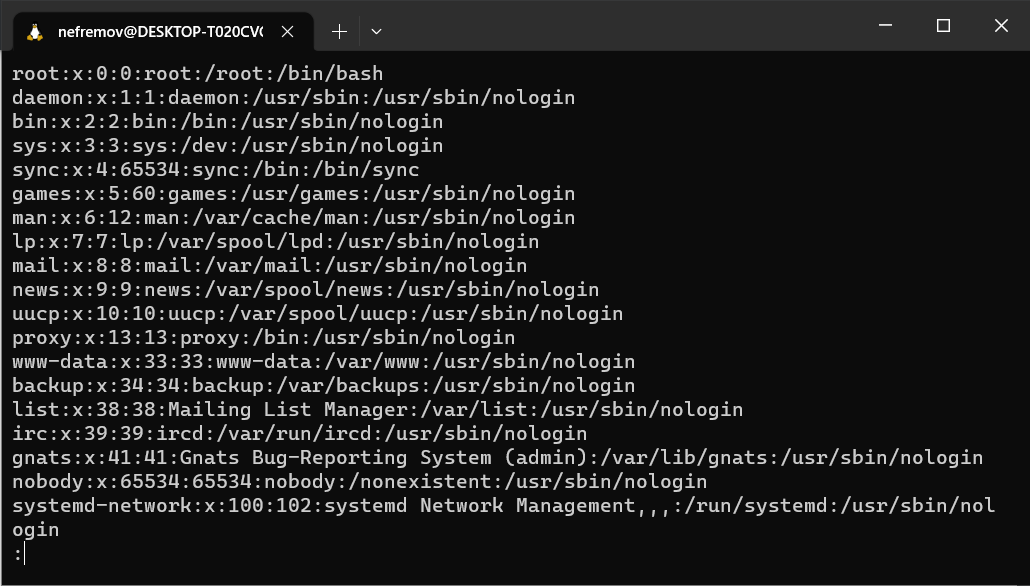 nefremov@DESKTOP-T020CV
root:x:0:0:root:/root:/bin/bash
daemon:x:1:1:daemon:/usr/sbin:/usr/sbin/nologin
bin:x:2:2:bin:/bin:/usr/sbin/nologin
sys:x:3:3:sys:/dev:/usr/sbin/nologin
sync:x:4:65534:sync:/bin:/bin/sync
games:x:5:60:games:/usr/games:/usr/sbin/nologin
man:x:6:12:man:/var/cache/man:/usr/sbin/nologin
lp:x:7:7:lp:/var/spool/lpd:/usr/sbin/nologin
mail:x:8:8:mail:/var/mail:/usr/sbin/nologin
news:x:9:9:news:/var/spool/news:/usr/sbin/nologin
uucp:x:10:10:uucp:/var/spool/uucp:/usr/sbin/nologin
proxy:x:13:13:proxy:/bin:/usr/sbin/nologin
www-data:x:33:33:www-data:/var/www:/usr/sbin/nologin
backup:x:34:34:backup:/var/backups:/usr/sbin/nologin
list:x:38:38:Mailing List Manager:/var/list:/usr/sbin/nologin
irc:x:39:39:ircd:/var/run/ircd:/usr/sbin/nologin
gnats:x:41:41:Gnats Bug-Reporting System (admin):/var/lib/gnats:/usr/sbin/nologin
nobody:x:65534:65534:nobody:/nonexistent:/usr/sbin/nologin
systemd-network:x:100:102:systemd Network Management,,,:/run/systemd:/usr/sbin/nol
ogin
: